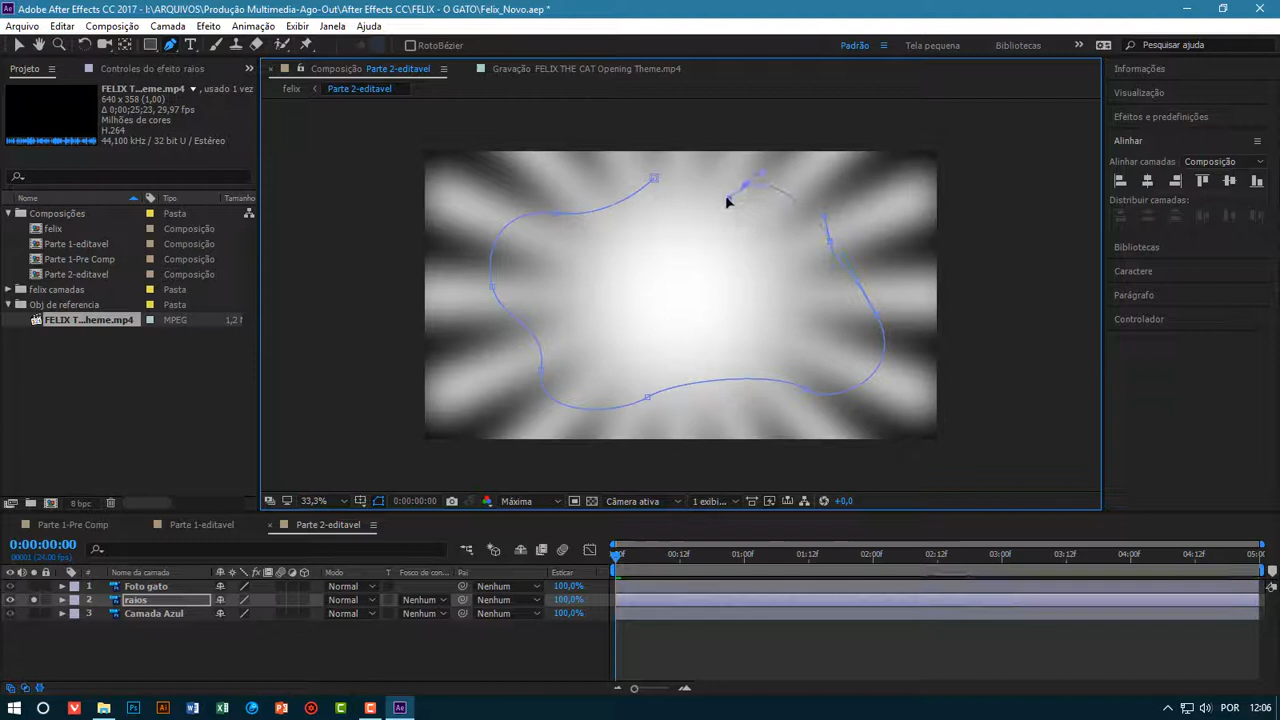 Adobe After Effects CC 2017 - I:\ARQUIVOS\Produção Multimedia-Ago-Out\After Effects CC\FELIX - O GATO\Felix_Novo.aep *
Arquivo Editar Composição Camada Efeito Animação Exibir Janela Ajuda
RotoBézier Padrão Tela pequena Bibliotecas Pesquisar ajuda
Projeto Controles do efeito raios
Composição Parte 2-editavel
Gravação FELIX THE CAT Opening Theme.mp4
felix Parte 2-editavel
FELIX T...eme.mp4 , usado 1 vez
640 x 358 (1,00)
Δ 0;00;25;23, 29,97 fps
Milhões de cores
H.264
44,100 kHz / 32 bit U / Estéreo
Nome Tipo Tamanho
Composições Pasta
felix Composição
Parte 1-editavel Composição
Parte 1-Pre Comp Composição
Parte 2-editavel Composição
felix camadas Pasta
Obj de referencia Pasta
FELIX T...heme.mp4 MPEG 1,2
8 bpc
33,3% 0:00:00:00 Máxima Câmera ativa 1 exibi... +0,0
Informações
Visualização
Efeitos e predefinições
Alinhar
Alinhar camadas: Composição
Distribuir camadas:
Bibliotecas
Caractere
Parágrafo
Controlador
Parte 1-Pre Comp Parte 1-editavel Parte 2-editavel
0:00:00:00
00001 (24.00 fps)
00:12f 01:00f 01:12f 02:00f 02:12f 03:00f 03:12f 04:00f 04:12f
# Nome da camada Modo T Fosco de con... Pai Esticar
1 Foto gato Normal Nenhum 100,0%
2 raios Normal Nenhum Nenhum 100,0%
3 Camada Azul Normal Nenhum Nenhum 100,0%
POR 12:06